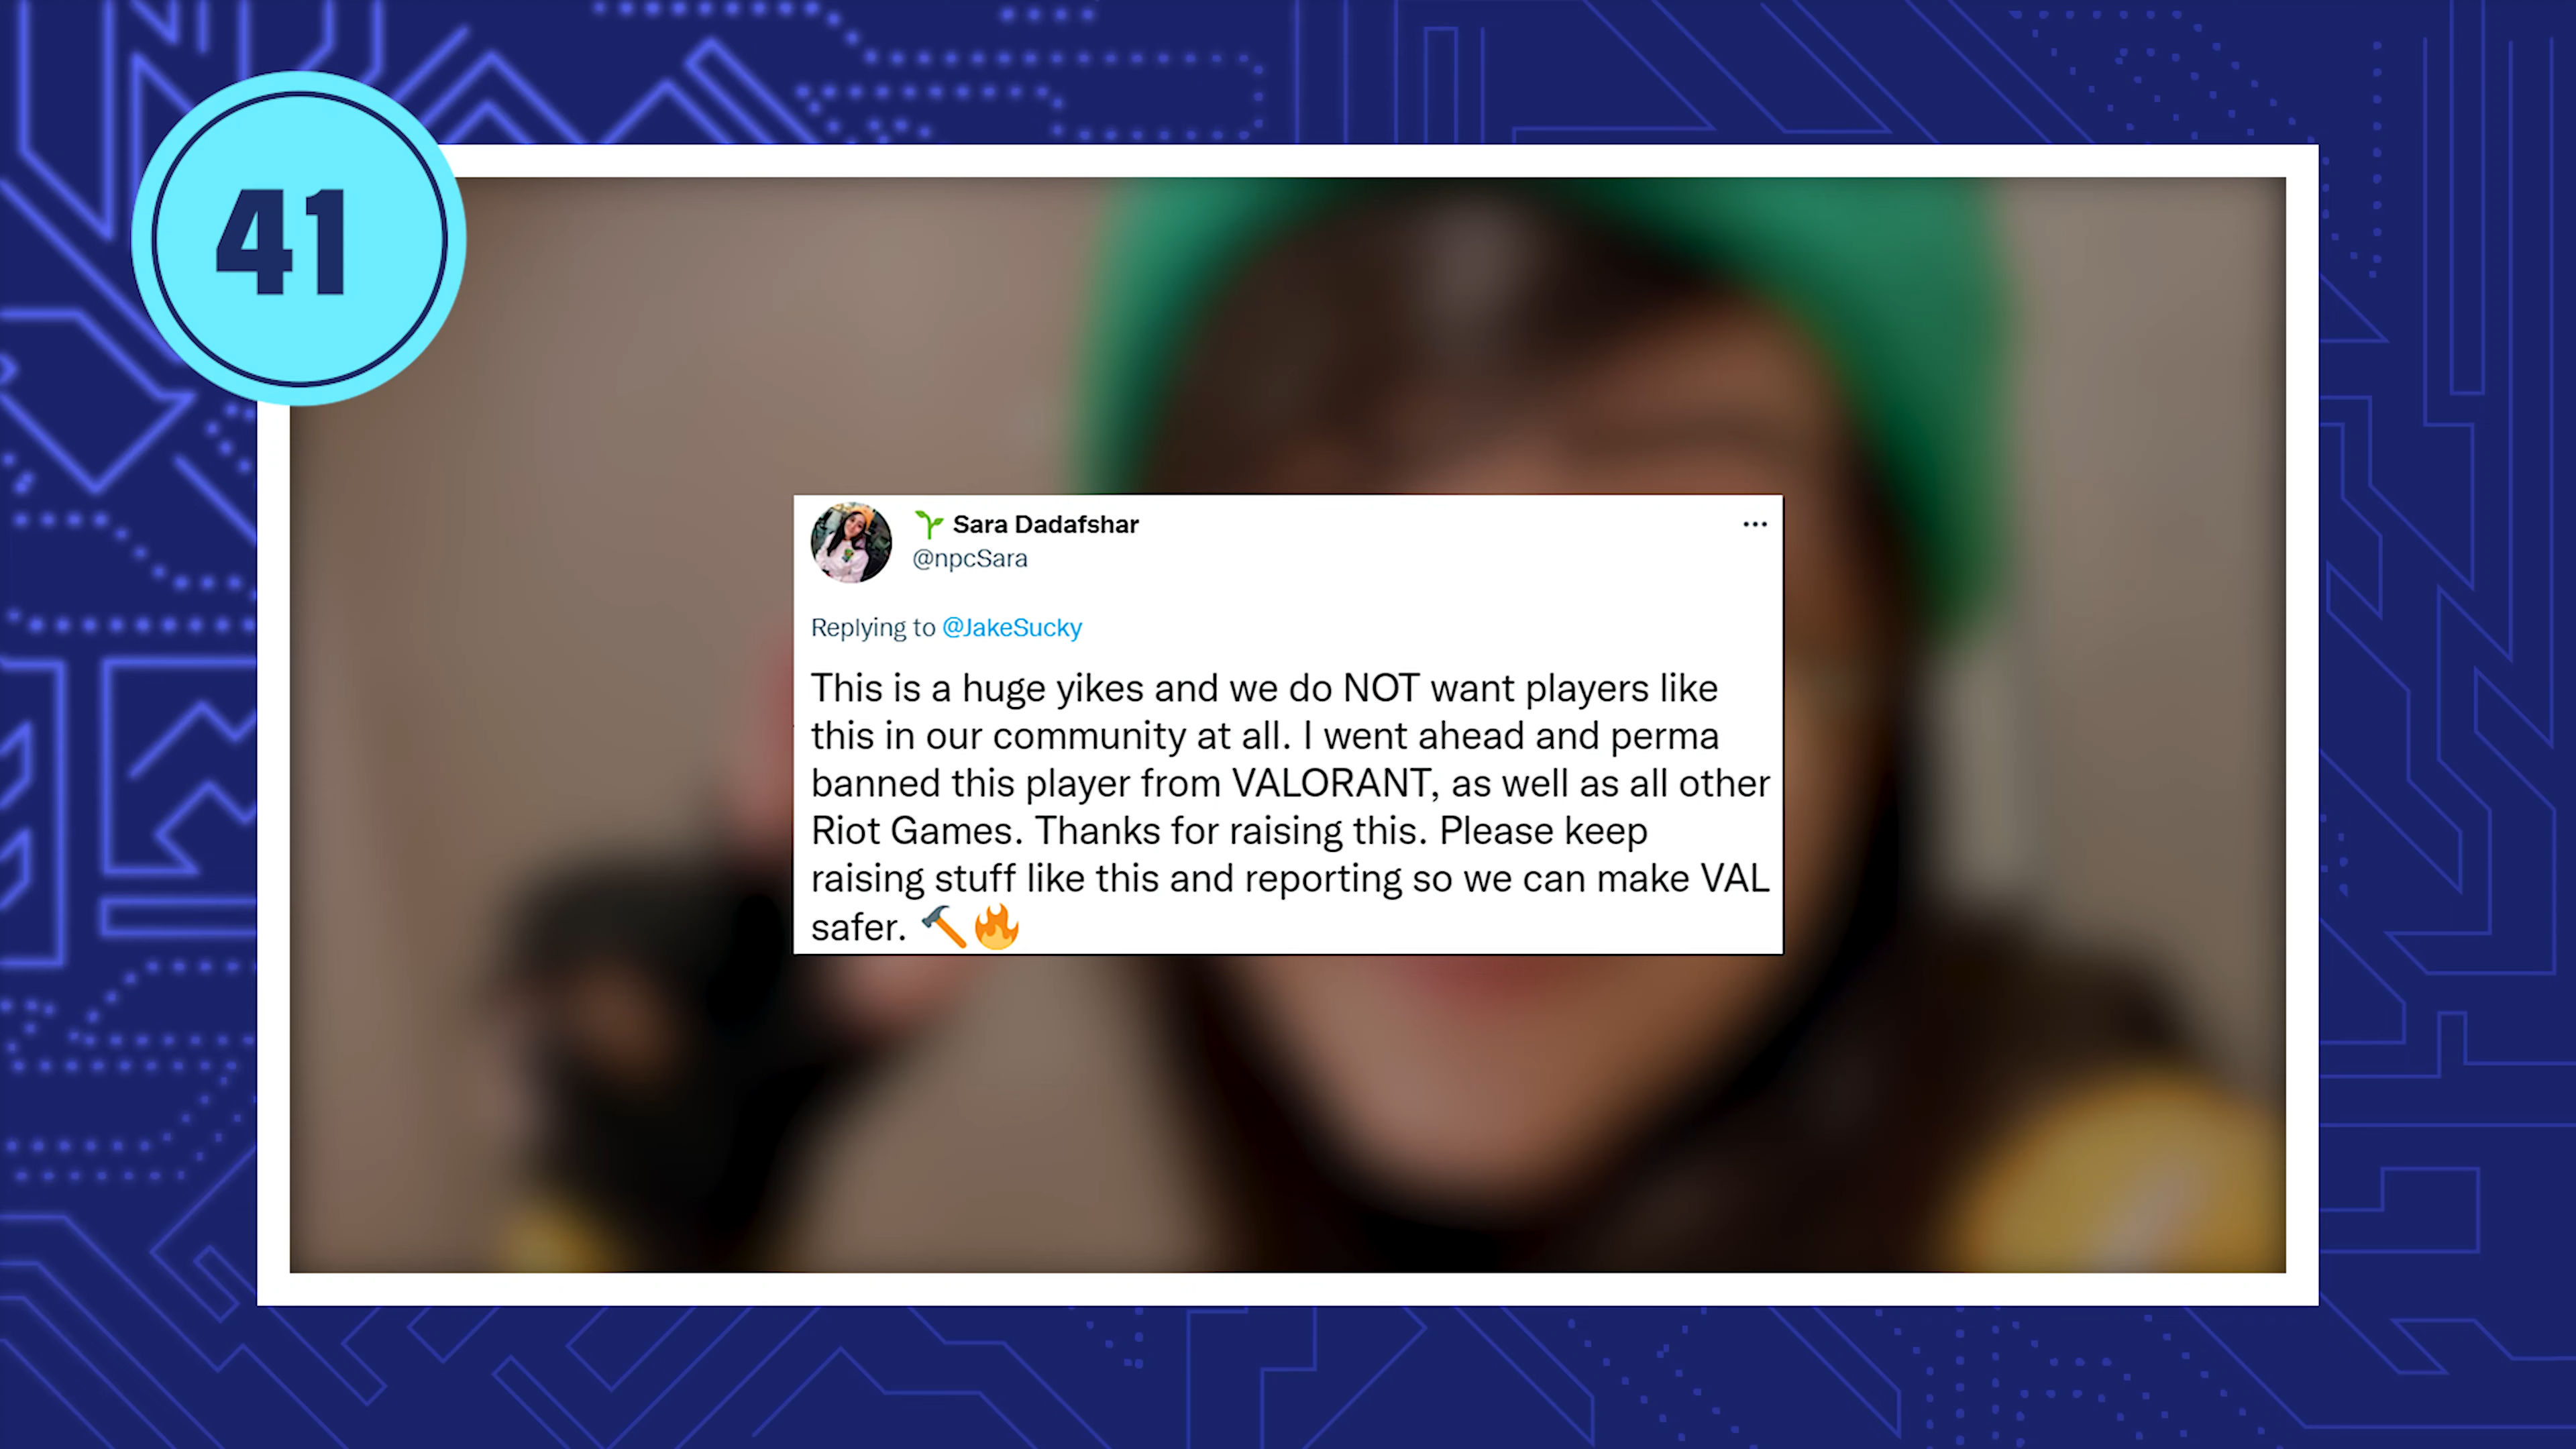 41
Sara Dadafshar
@npcSara
Replying to @JakeSucky
This is a huge yikes and we do NOT want players like
this in our community at all. I went ahead and perma
banned this player from VALORANT, as well as all other
Riot Games. Thanks for raising this. Please keep
raising stuff like this and reporting so we can make VAL
safer. 🔨🔥